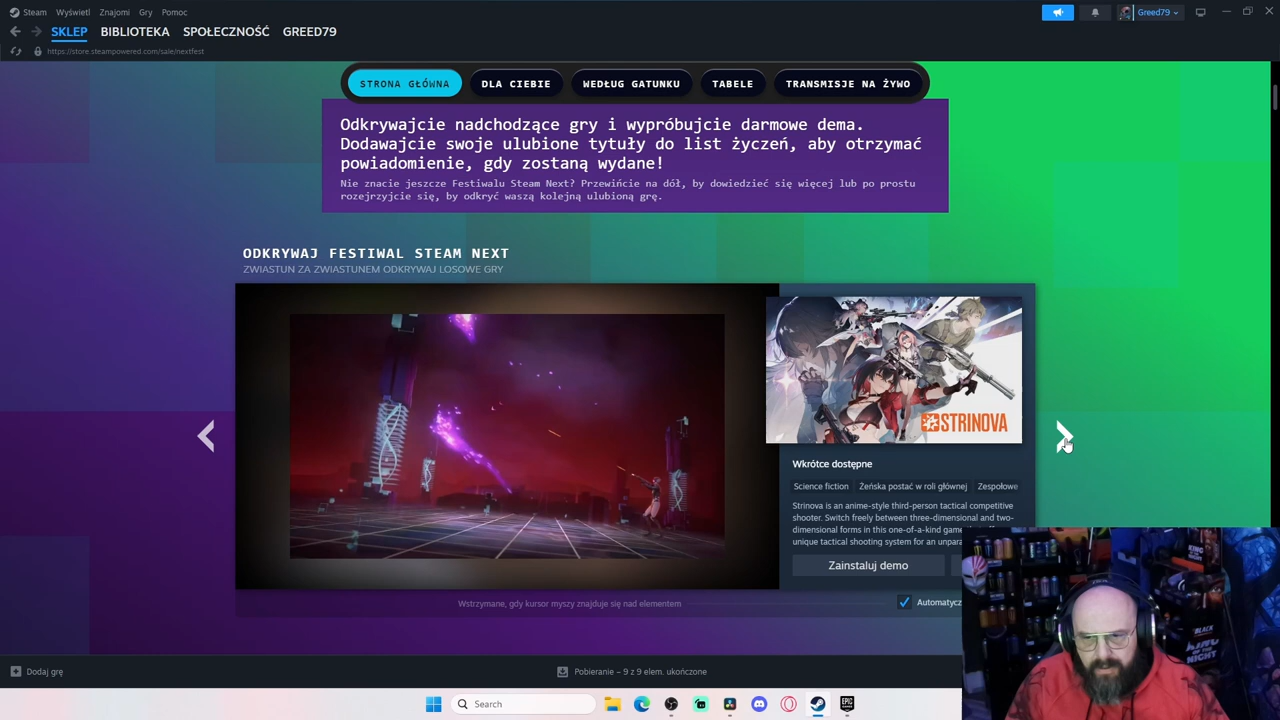 Steam Wyświetl Znajomi Gry Pomoc
Greed79
SKLEP BIBLIOTEKA SPOŁECZNOŚĆ GREED79
https://store.steampowered.com/sale/nextfest
STRONA GŁÓWNA DLA CIEBIE WEDŁUG GATUNKU TABELE TRANSMISJE NA ŻYWO
Odkrywajcie nadchodzące gry i wypróbujcie darmowe dema.
Dodawajcie swoje ulubione tytuły do list życzeń, aby otrzymać
powiadomienie, gdy zostaną wydane!
Nie znacie jeszcze Festiwalu Steam Next? Przewińcie na dół, by dowiedzieć się więcej lub po prostu
rozejrzyjcie się, by odkryć waszą kolejną ulubioną grę.
ODKRYWAJ FESTIWAL STEAM NEXT
ZWIASTUN ZA ZWIASTUNEM ODKRYWAJ LOSOWE GRY
STRINOVA
Wkrótce dostępne
Science fiction Żeńska postać w roli głównej Zespołowe
Strinova is an anime-style third-person tactical competitive
shooter. Switch freely between three-dimensional and two-
dimensional forms in this one-of-a-kind game
unique tactical shooting system for an
Zainstaluj demo
Wstrzymane, gdy kursor myszy znajduje się nad elementem
KING OF THE NIGHT
BLACK
Dodaj grę
Pobieranie – 9 z 9 elem. ukończone
Search
EPIC